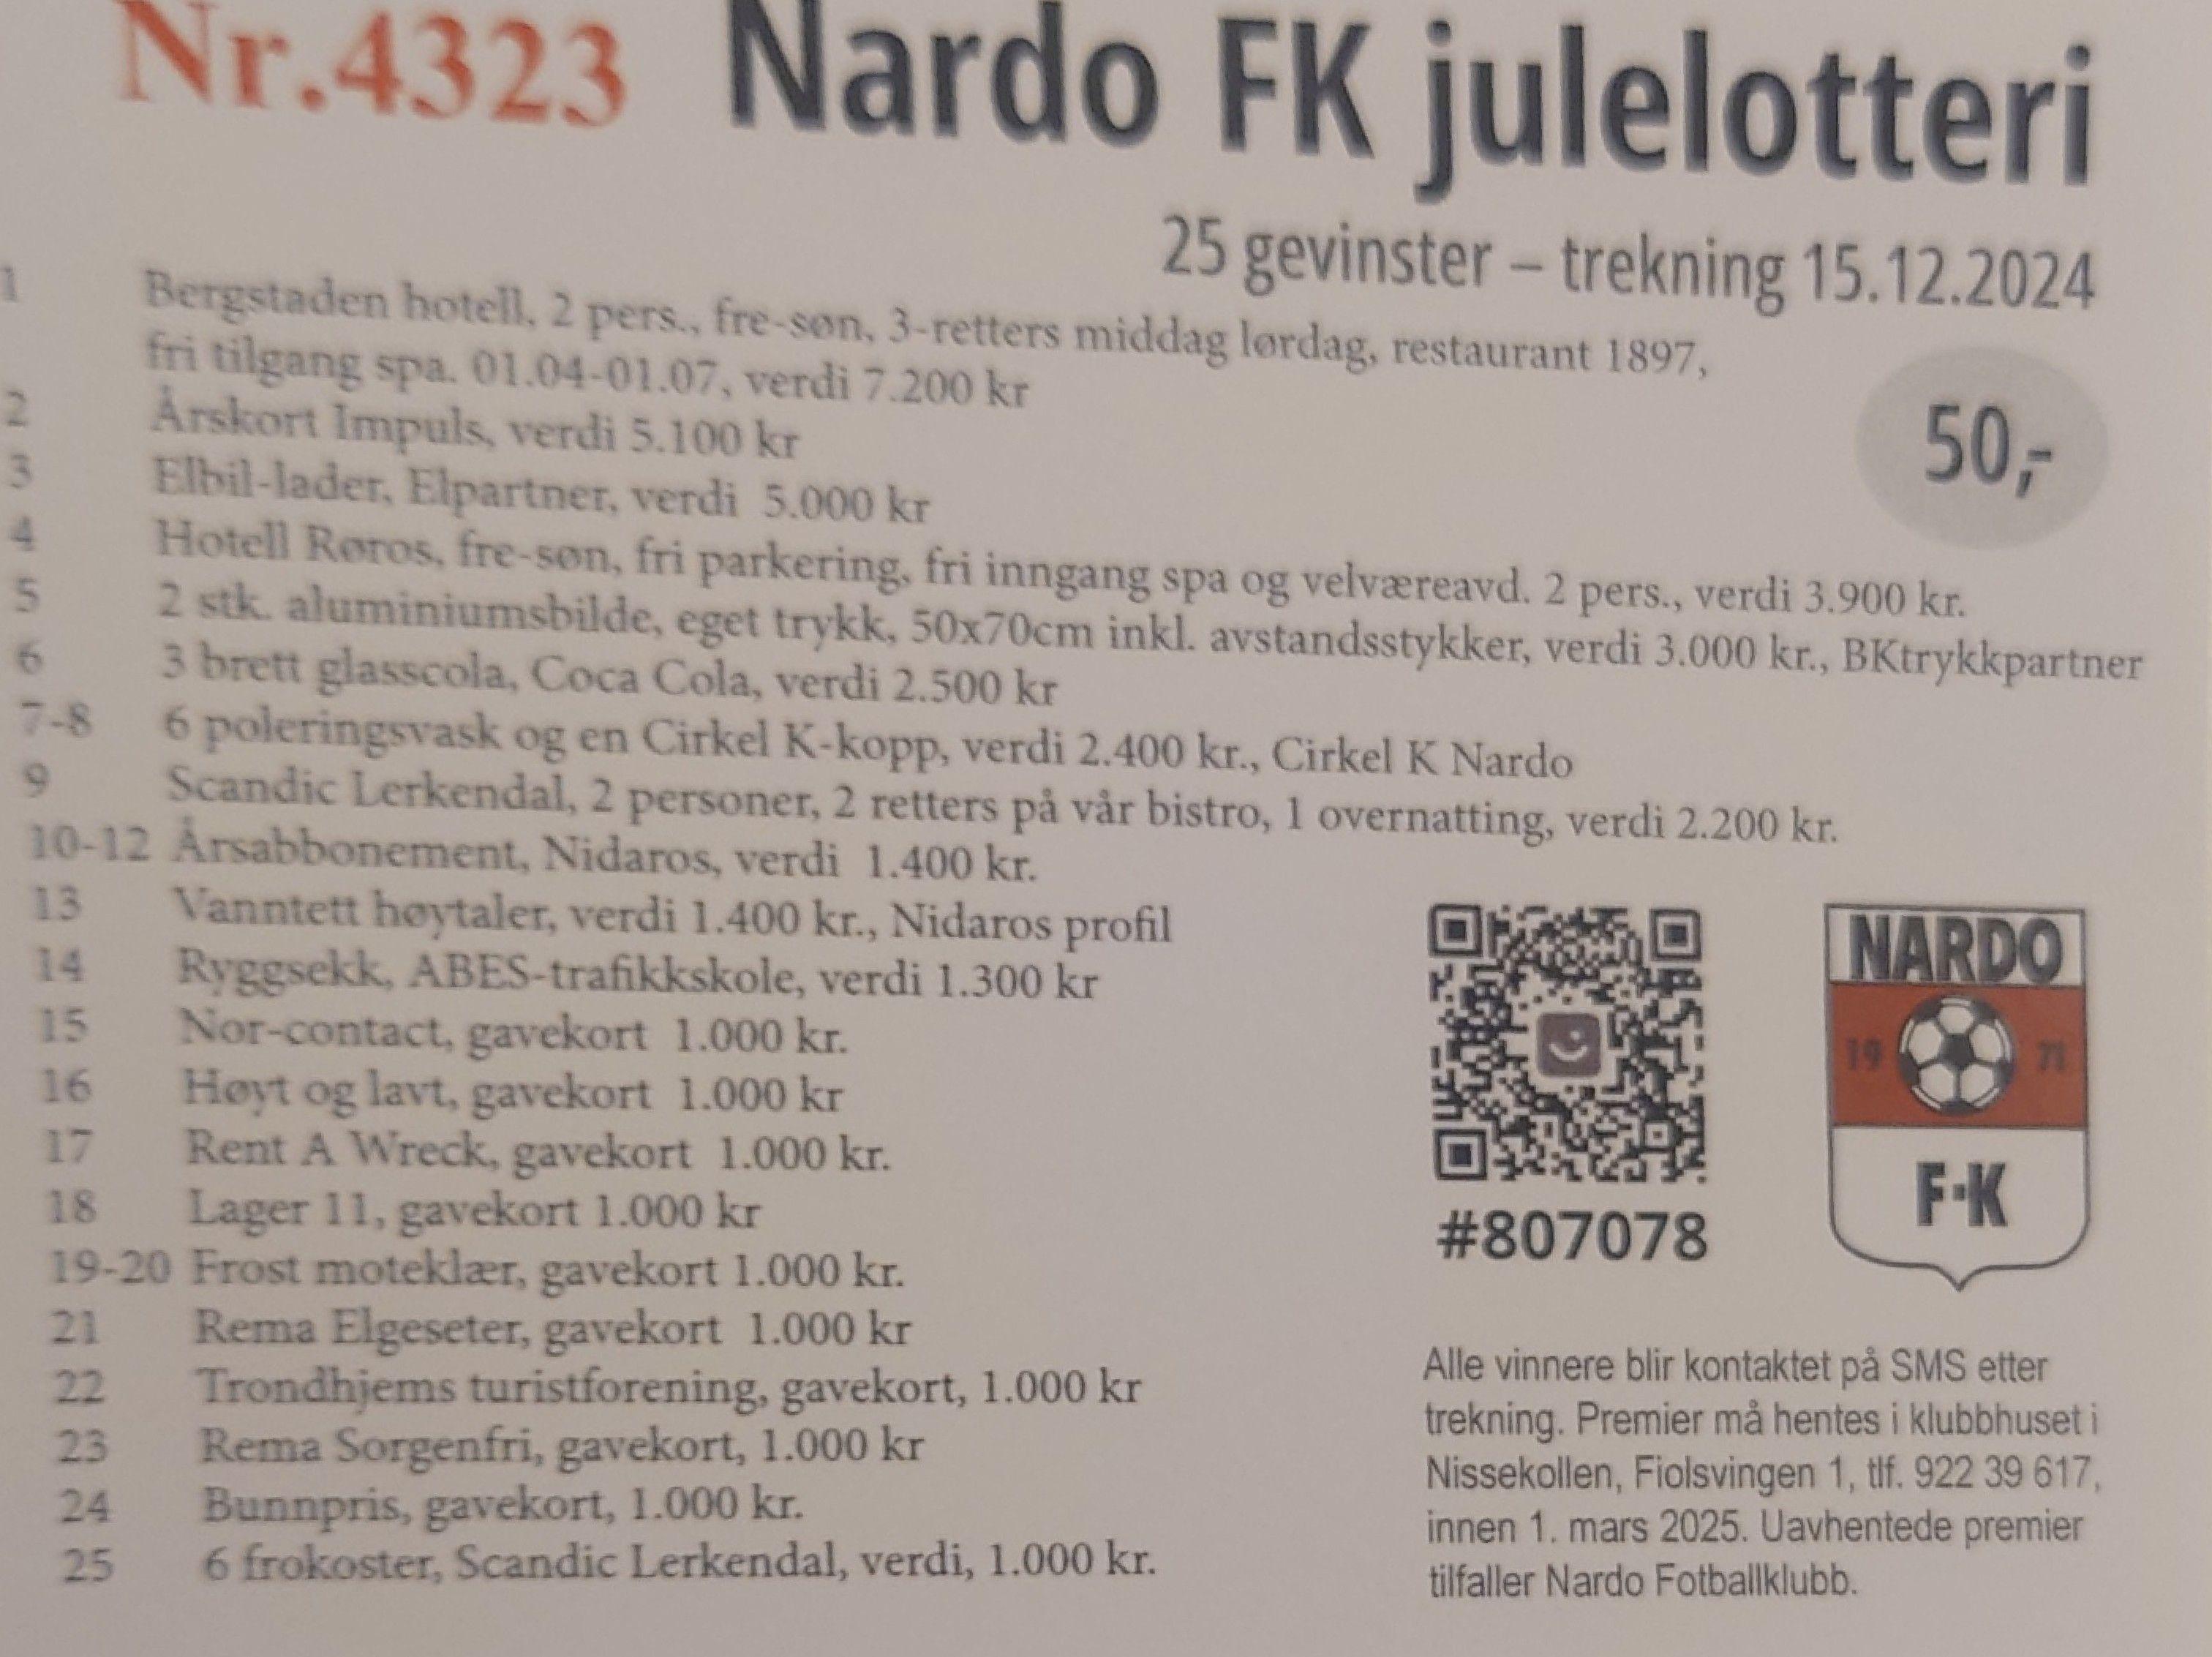 Nr.4323 Nardo FK julelotteri
25 gevinster – trekning 15.12.2024
1 Bergstaden hotell, 2 pers., fre-søn, 3-retters middag lørdag, restaurant 1897,
fri tilgang spa. 01.04-01.07, verdi 7.200 kr
50,-
2 Årskort Impuls, verdi 5.100 kr
3 Elbil-lader, Elpartner, verdi 5.000 kr
4 Hotell Røros, fre-søn, fri parkering, fri inngang spa og velværeavd. 2 pers., verdi 3.900 kr.
5 2 stk. aluminiumsbilde, eget trykk, 50x70cm inkl. avstandsstykker, verdi 3.000 kr., BKtrykkpartner
6 3 brett glasscola, Coca Cola, verdi 2.500 kr
7-8 6 poleringsvask og en Cirkel K-kopp, verdi 2.400 kr., Cirkel K Nardo
9 Scandic Lerkendal, 2 personer, 2 retters på vår bistro, 1 overnatting, verdi 2.200 kr.
10-12 Årsabbonement, Nidaros, verdi 1.400 kr.
13 Vanntett høytaler, verdi 1.400 kr., Nidaros profil
14 Ryggsekk, ABES-trafikkskole, verdi 1.300 kr
15 Nor-contact, gavekort 1.000 kr.
16 Høyt og lavt, gavekort 1.000 kr
17 Rent A Wreck, gavekort 1.000 kr.
18 Lager 11, gavekort 1.000 kr
19-20 Frost moteklær, gavekort 1.000 kr.
21 Rema Elgeseter, gavekort 1.000 kr
22 Trondhjems turistforening, gavekort, 1.000 kr
23 Rema Sorgenfri, gavekort, 1.000 kr
24 Bunnpris, gavekort, 1.000 kr.
25 6 frokoster, Scandic Lerkendal, verdi, 1.000 kr.
#807078
NARDO
19 71
F·K
Alle vinnere blir kontaktet på SMS etter
trekning. Premier må hentes i klubbhuset i
Nissekollen, Fiolsvingen 1, tlf. 922 39 617,
innen 1. mars 2025. Uavhentede premier
tilfaller Nardo Fotballklubb.